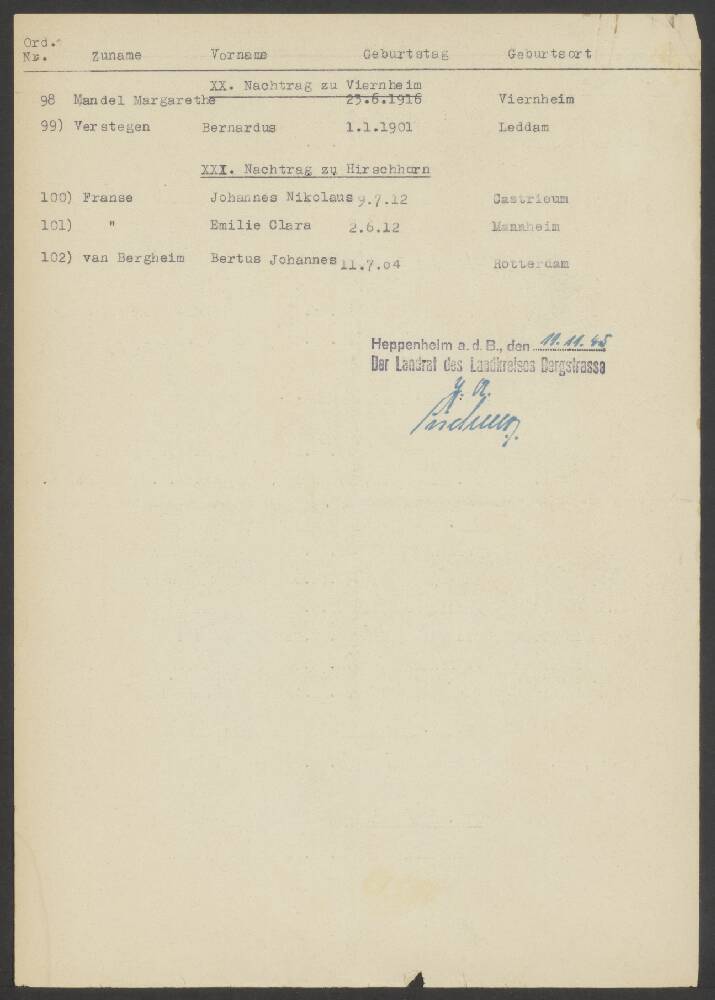 Ord.
Nr. Zuname Vorname Geburtstag Geburtsort
XX. Nachtrag zu Viernheim
98 Mandel Margarethe 23.6.1916 Viernheim
99) Verstegen Bernardus 1.1.1901 Leddam
XXI. Nachtrag zu Hirschhorn
100) Franse Johannes Nikolaus 9.7.12 Castricum
101) " Emilie Clara 2.6.12 Mannheim
102) van Bergheim Bertus Johannes 11.7.04 Rotterdam
Heppenheim a.d.B., den 11.11.45
Der Landrat des Landkreises Bergstrasse